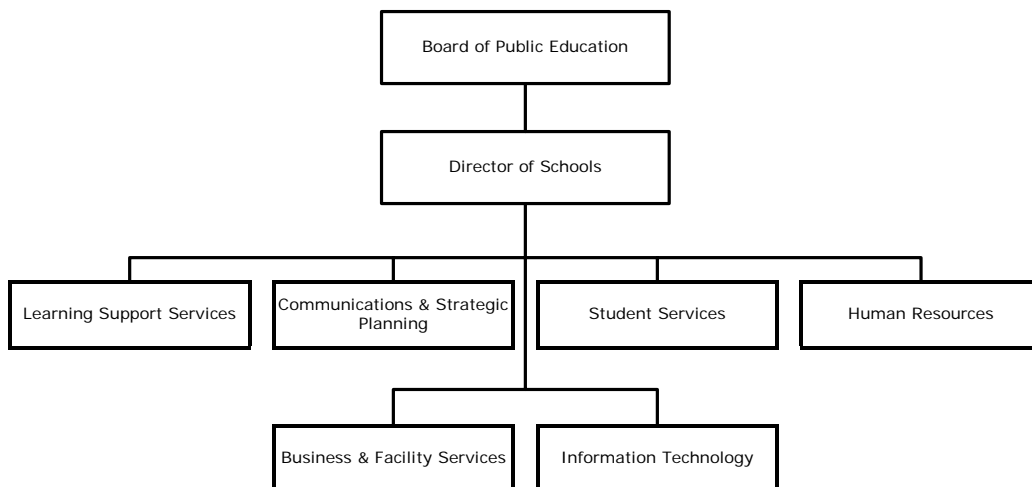 Board of Public Education
Director of Schools
Learning Support Services
Communications & Strategic
Planning
Student Services
Human Resources
Business & Facility Services
Information Technology